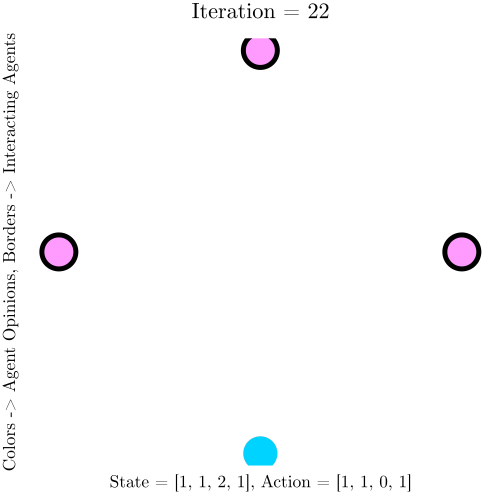 Iteration = 22
Colors -> Agent Opinions, Borders -> Interacting Agents
State = [1, 1, 2, 1], Action = [1, 1, 0, 1]